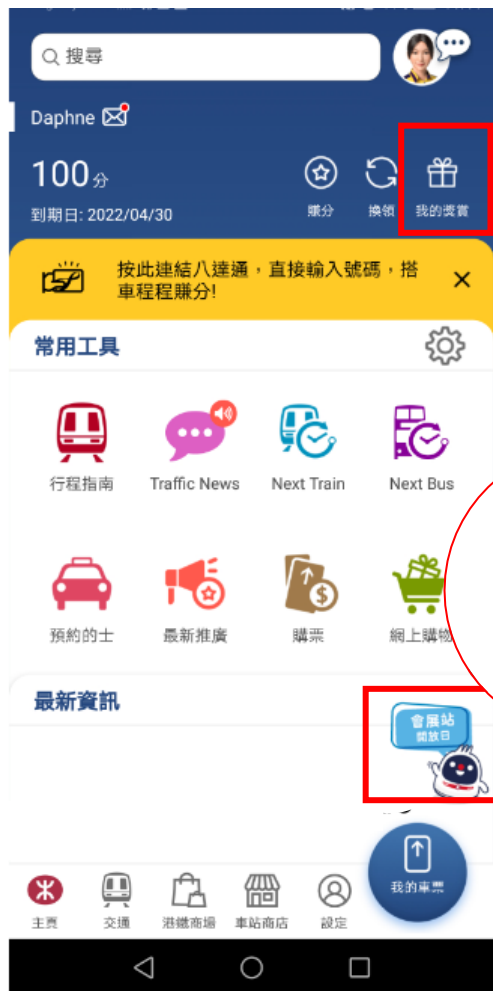 搜尋
Daphne
100分
到期日: 2022/04/30
賺分
換領
我的獎賞
按此連結八達通，直接輸入號碼，搭
車程程賺分!
常用工具
行程指南
Traffic News
Next Train
Next Bus
預約的士
最新推廣
購票
網上購物
最新資訊
會展站
開放日
我的車票
主頁
交通
港鐵商場
車站商店
設定